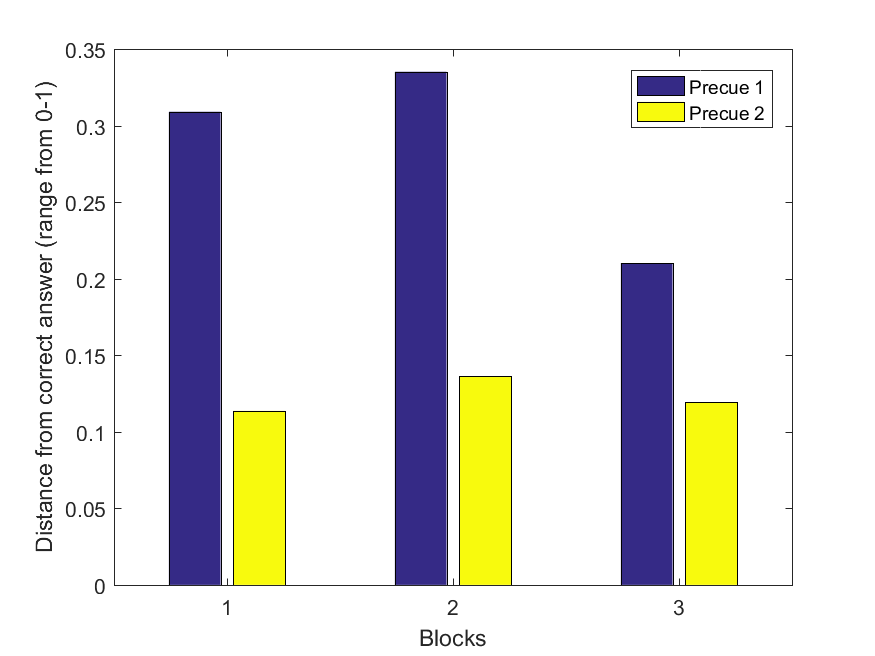 0.35
0.3
0.25
0.2
0.15
0.1
0.05
0
Distance from correct answer (range from 0-1)
Precue 1
Precue 2
1 2 3
Blocks